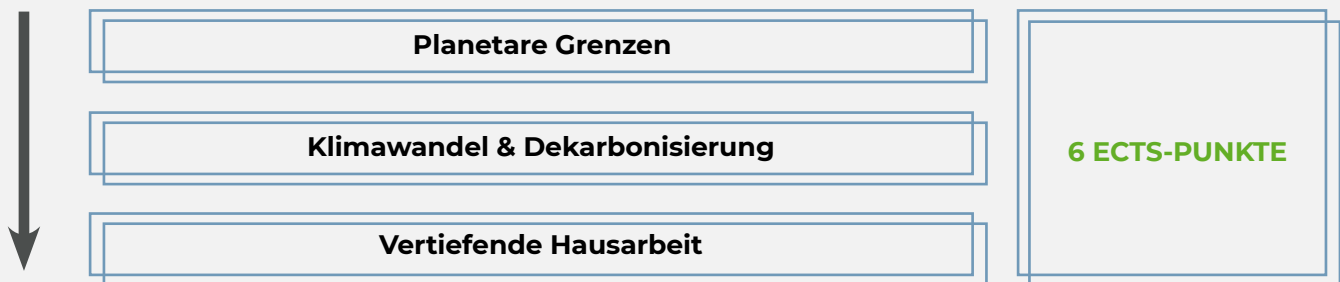 Planetare Grenzen
Klimawandel & Dekarbonisierung
6 ECTS-PUNKTE
Vertiefende Hausarbeit